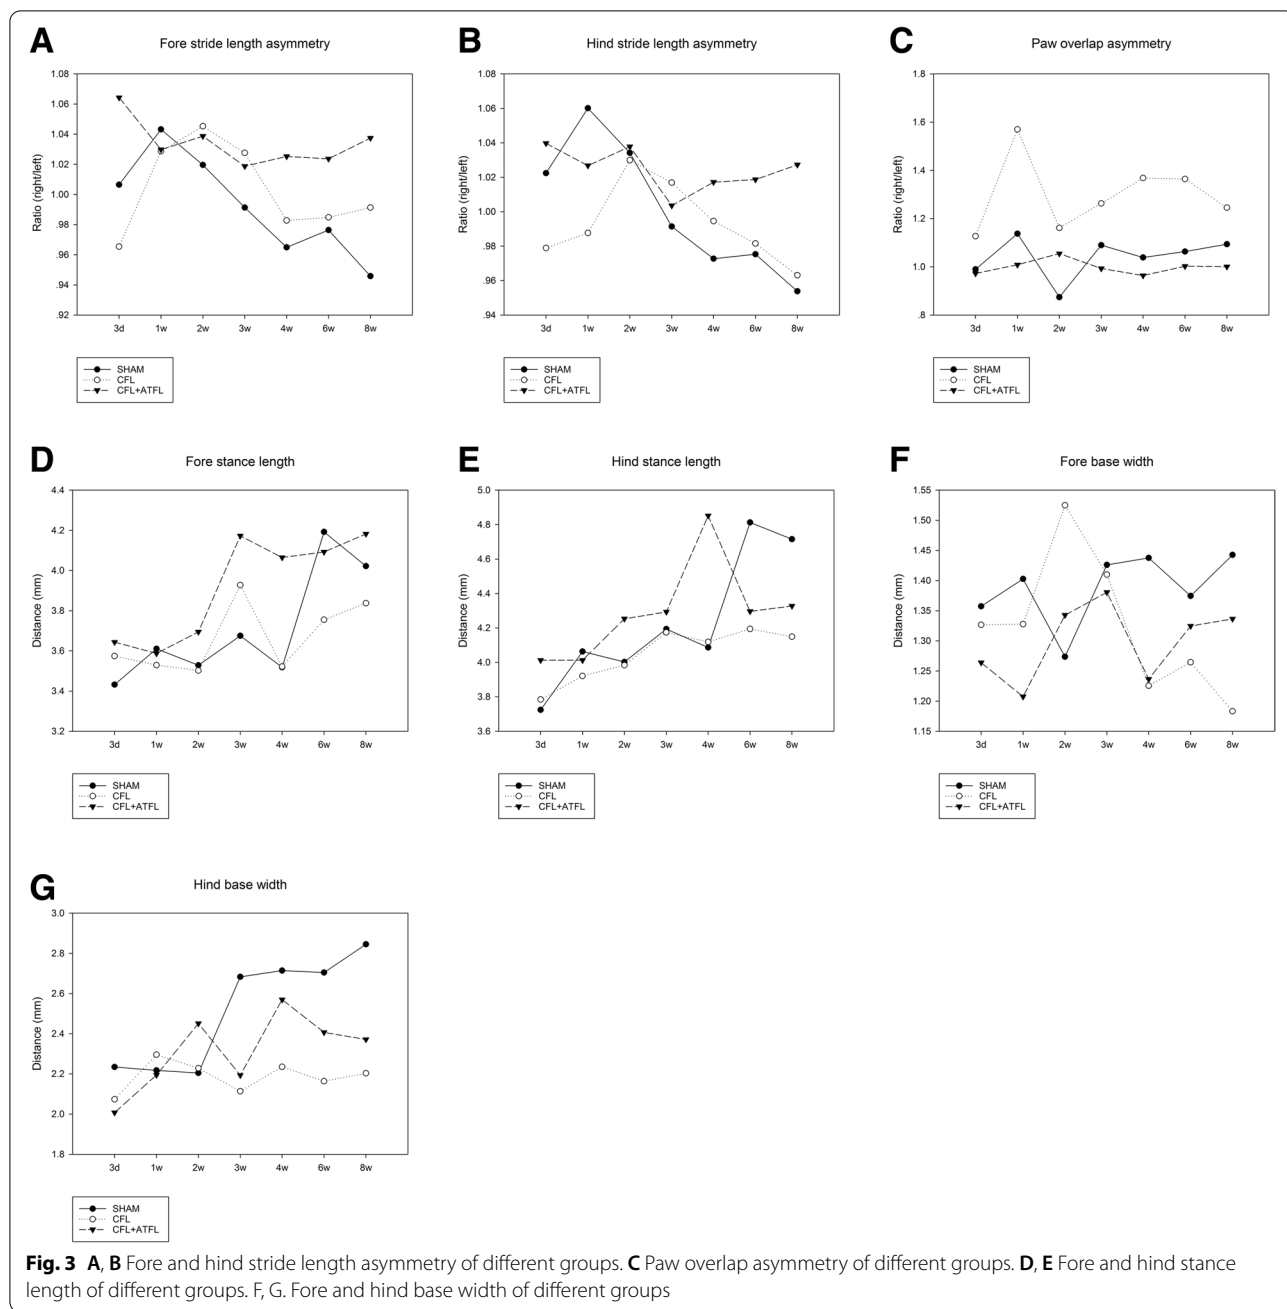 A
Fore stride length asymmetry
Ratio (right/left)
1.08
1.06
1.04
1.02
1.00
.98
.96
.94
.92
3d 1w 2w 3w 4w 6w 8w
SHAM
CFL
CFL+ATFL
B
Hind stride length asymmetry
Ratio (right/left)
1.08
1.06
1.04
1.02
1.00
.98
.96
.94
3d 1w 2w 3w 4w 6w 8w
SHAM
CFL
CFL+ATFL
C
Paw overlap asymmetry
Ratio (right/left)
1.8
1.6
1.4
1.2
1.0
.8
3d 1w 2w 3w 4w 6w 8w
SHAM
CFL
CFL+ATFL
D
Fore stance length
Distance (mm)
4.4
4.2
4.0
3.8
3.6
3.4
3.2
3d 1w 2w 3w 4w 6w 8w
SHAM
CFL
CFL+ATFL
E
Hind stance length
Distance (mm)
5.0
4.8
4.6
4.4
4.2
4.0
3.8
3.6
3d 1w 2w 3w 4w 6w 8w
SHAM
CFL
CFL+ATFL
F
Fore base width
Distance (mm)
1.55
1.50
1.45
1.40
1.35
1.30
1.25
1.20
1.15
3d 1w 2w 3w 4w 6w 8w
SHAM
CFL
CFL+ATFL
G
Hind base width
Distance (mm)
3.0
2.8
2.6
2.4
2.2
2.0
1.8
3d 1w 2w 3w 4w 6w 8w
SHAM
CFL
CFL+ATFL
Fig. 3 A, B Fore and hind stride length asymmetry of different groups. C Paw overlap asymmetry of different groups. D, E Fore and hind stance
length of different groups. F, G. Fore and hind base width of different groups